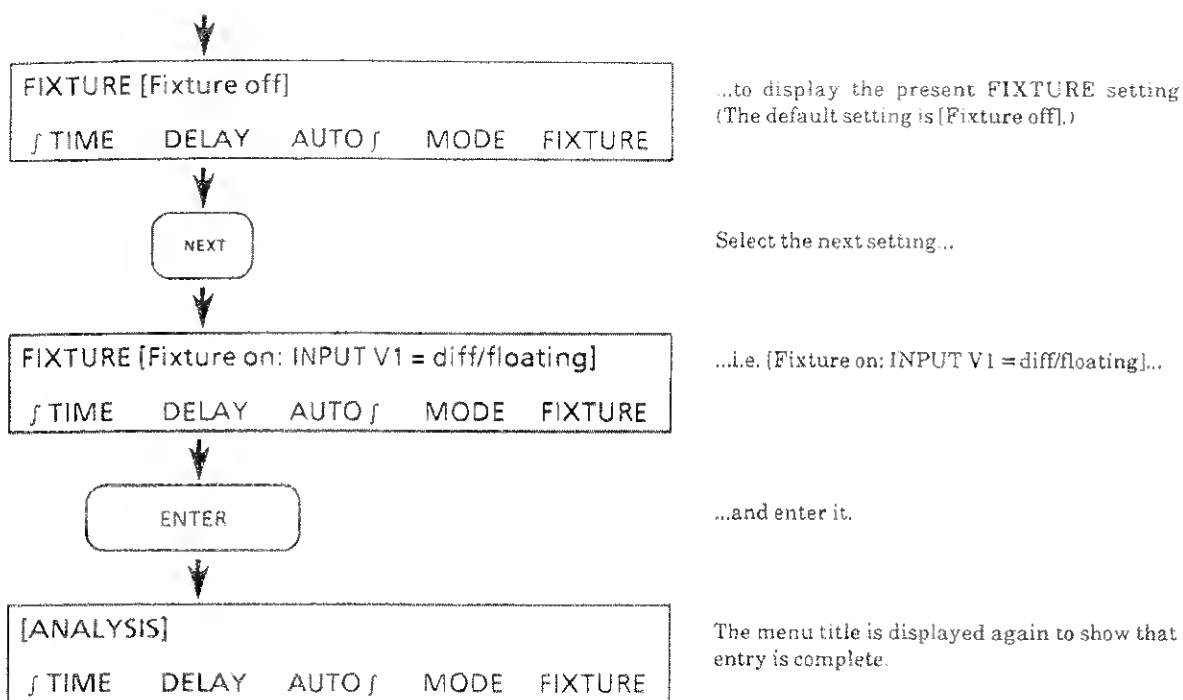 FIXTURE [Fixture off]
∫ TIME DELAY AUTO ∫ MODE FIXTURE
...to display the present FIXTURE setting
(The default setting is [Fixture off].)
NEXT
Select the next setting...
FIXTURE [Fixture on: INPUT V1 = diff/floating]
∫ TIME DELAY AUTO ∫ MODE FIXTURE
...i.e. [Fixture on: INPUT V1 = diff/floating]...
ENTER
...and enter it.
[ANALYSIS]
∫ TIME DELAY AUTO ∫ MODE FIXTURE
The menu title is displayed again to show that
entry is complete.